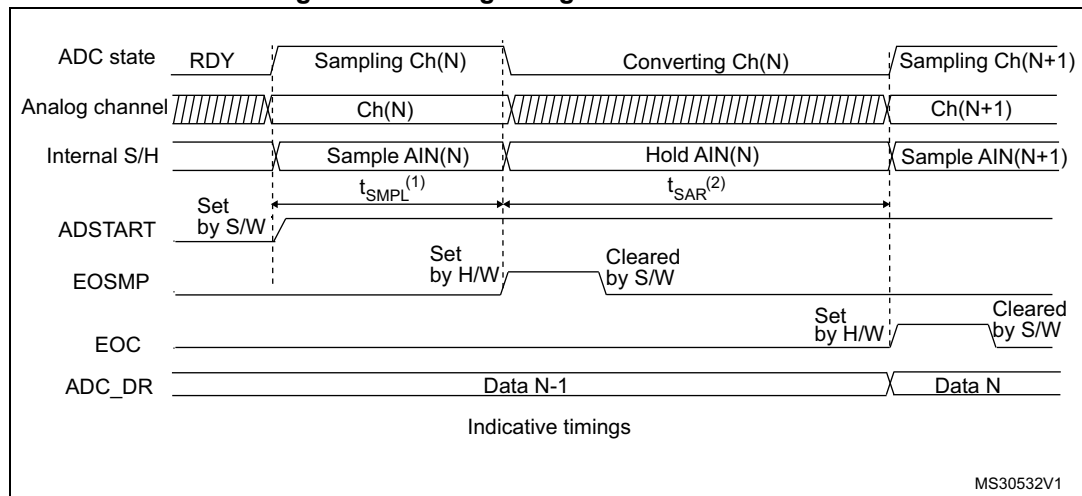 ADC state RDY Sampling Ch(N) Converting Ch(N) Sampling Ch(N+1)
Analog channel Ch(N) Ch(N+1)
Internal S/H Sample AIN(N) Hold AIN(N) Sample AIN(N+1)
tSMPL(1) tSAR(2)
ADSTART Set by S/W
EOSMP Set by H/W Cleared by S/W
EOC Set by H/W Cleared by S/W
ADC_DR Data N-1 Data N
Indicative timings
MS30532V1